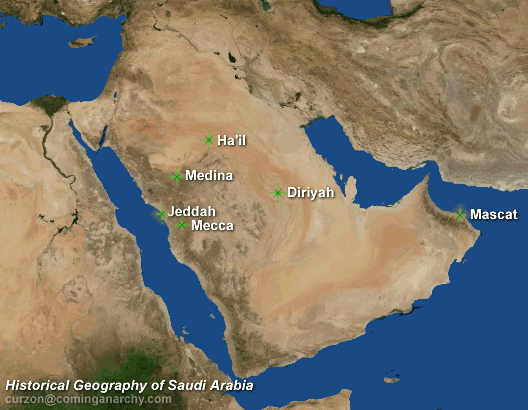 Ha'il
Medina
Diriyah
Jeddah
Mascat
Mecca
Historical Geography of Saudi Arabia
curzon@cominganarchy.com